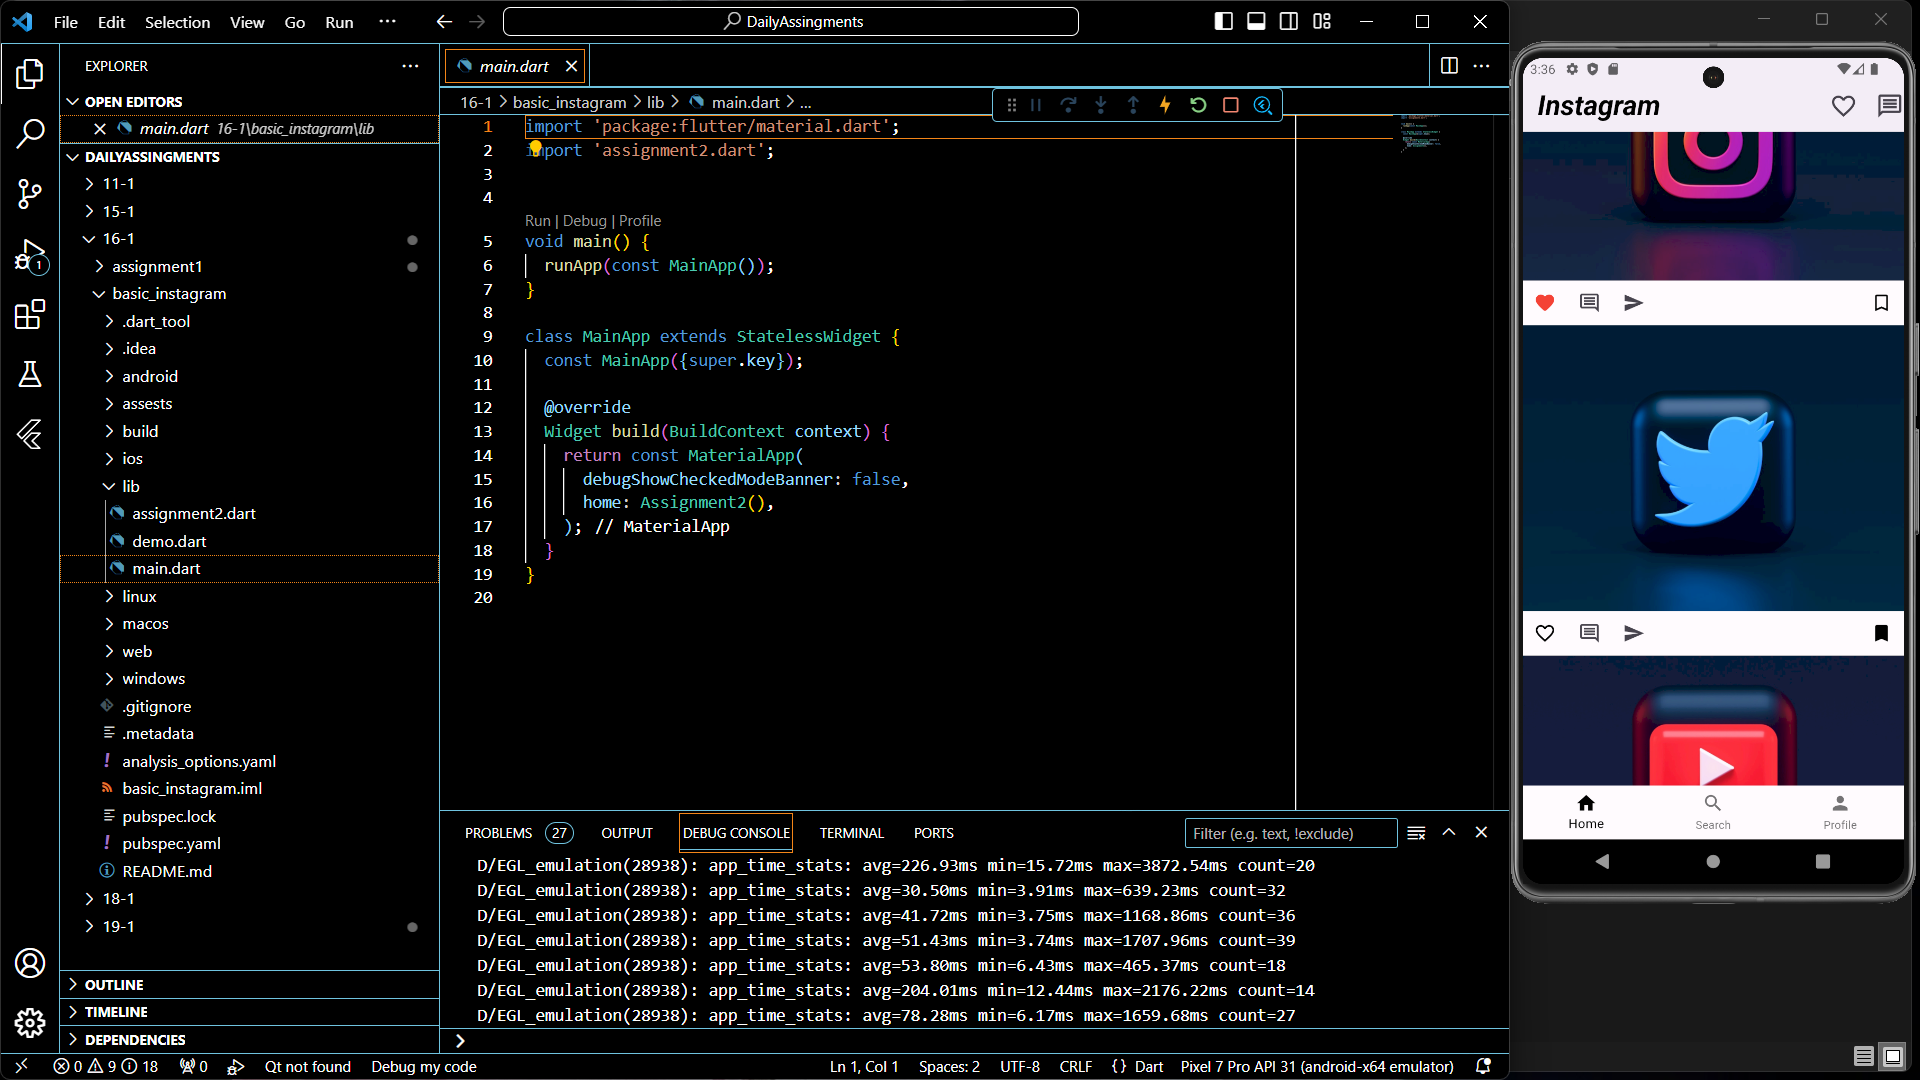 File Edit Selection View Go Run ··· DailyAssingments
EXPLORER
OPEN EDITORS
main.dart 16-1\basic_instagram\lib
DAILYASSINGMENTS
11-1
15-1
16-1
assignment1
basic_instagram
.dart_tool
.idea
android
assests
build
ios
lib
assignment2.dart
demo.dart
main.dart
linux
macos
web
windows
.gitignore
.metadata
analysis_options.yaml
basic_instagram.iml
pubspec.lock
pubspec.yaml
README.md
18-1
19-1
OUTLINE
TIMELINE
DEPENDENCIES
1
main.dart
16-1 > basic_instagram > lib > main.dart > ...
1 import 'package:flutter/material.dart';
2 import 'assignment2.dart';
3
4
Run | Debug | Profile
5 void main() {
6 runApp(const MainApp());
7 }
8
9 class MainApp extends StatelessWidget {
10 const MainApp({super.key});
11
12 @override
13 Widget build(BuildContext context) {
14 return const MaterialApp(
15 debugShowCheckedModeBanner: false,
16 home: Assignment2(),
17 ); // MaterialApp
18 }
19 }
20
PROBLEMS 27 OUTPUT DEBUG CONSOLE TERMINAL PORTS Filter (e.g. text, !exclude)
D/EGL_emulation(28938): app_time_stats: avg=226.93ms min=15.72ms max=3872.54ms count=20
D/EGL_emulation(28938): app_time_stats: avg=30.50ms min=3.91ms max=639.23ms count=32
D/EGL_emulation(28938): app_time_stats: avg=41.72ms min=3.75ms max=1168.86ms count=36
D/EGL_emulation(28938): app_time_stats: avg=51.43ms min=3.74ms max=1707.96ms count=39
D/EGL_emulation(28938): app_time_stats: avg=53.80ms min=6.43ms max=465.37ms count=18
D/EGL_emulation(28938): app_time_stats: avg=204.01ms min=12.44ms max=2176.22ms count=14
D/EGL_emulation(28938): app_time_stats: avg=78.28ms min=6.17ms max=1659.68ms count=27
0 9 18 0 Qt not found Debug my code Ln 1, Col 1 Spaces: 2 UTF-8 CRLF {} Dart Pixel 7 Pro API 31 (android-x64 emulator)
3:36
Instagram
Home Search Profile